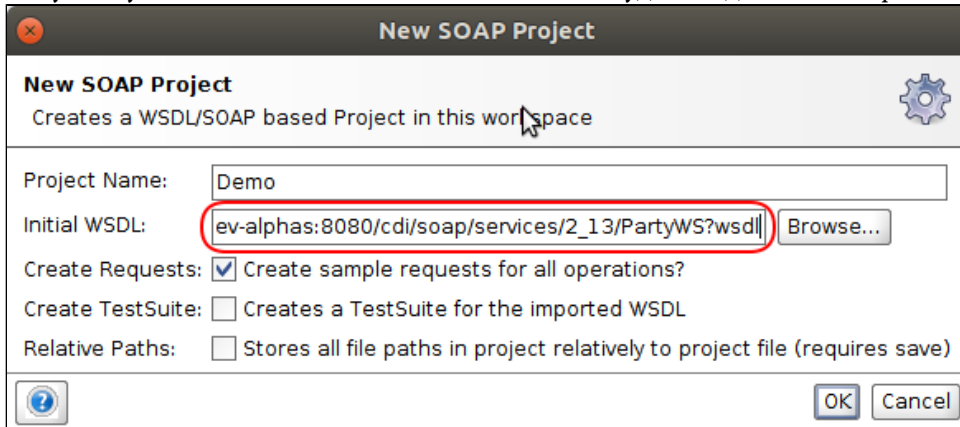 New SOAP Project
New SOAP Project
Creates a WSDL/SOAP based Project in this workspace
Project Name: Demo
Initial WSDL: ev-alphas:8080/cdi/soap/services/2_13/PartyWS?wsdl Browse...
Create Requests: Create sample requests for all operations?
Create TestSuite: Creates a TestSuite for the imported WSDL
Relative Paths: Stores all file paths in project relatively to project file (requires save)
OK Cancel